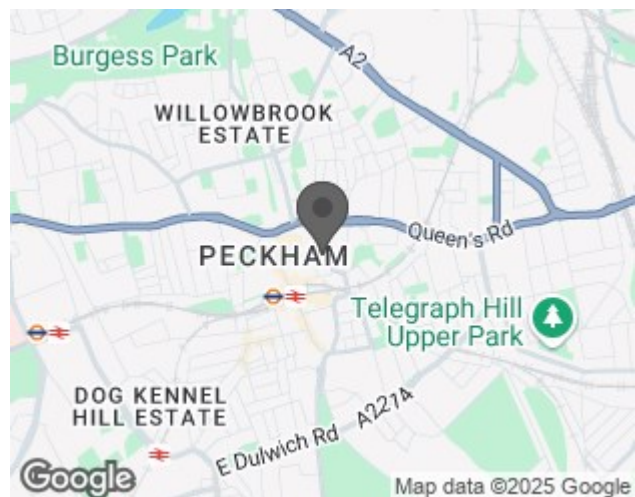 Burgess Park
A2
WILLOWBROOK
ESTATE
Queen's Rd
PECKHAM
Telegraph Hill
Upper Park
DOG KENNEL
HILL ESTATE
A2214
E Dulwich Rd
Google
Map data ©2025 Google